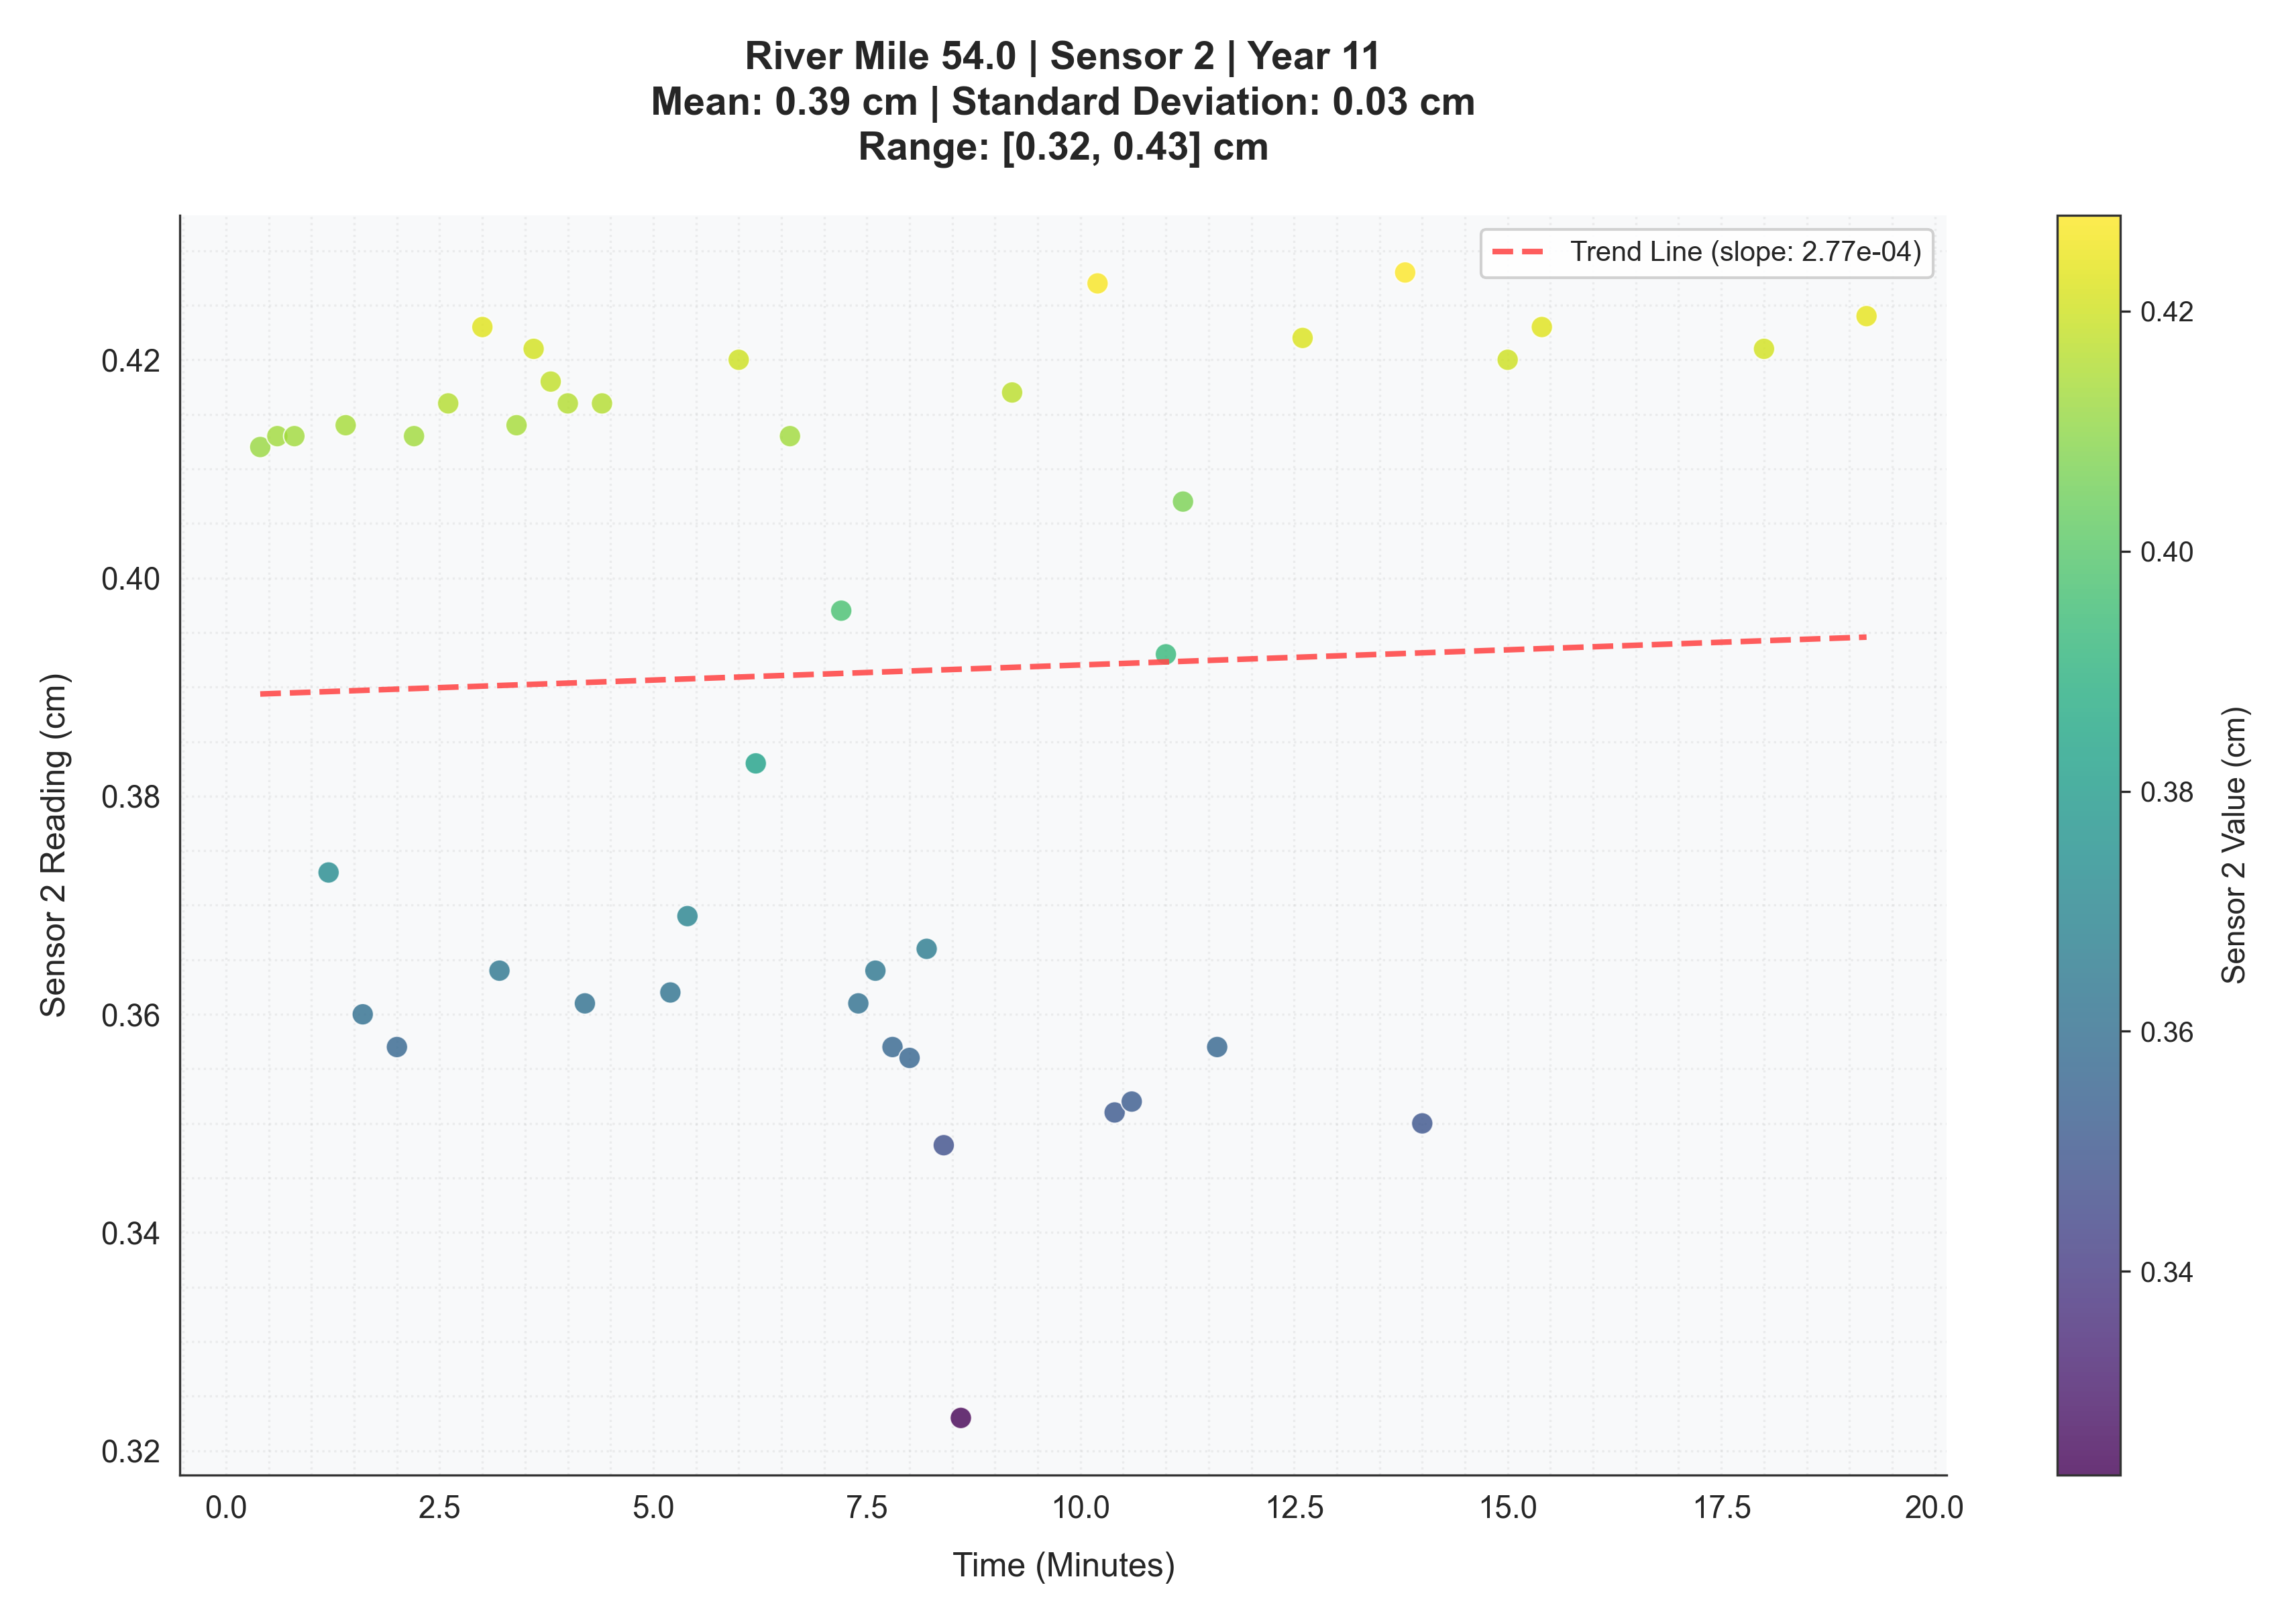 River Mile 54.0 | Sensor 2 | Year 11
Mean: 0.39 cm | Standard Deviation: 0.03 cm
Range: [0.32, 0.43] cm
Trend Line (slope: 2.77e-04)
Sensor 2 Reading (cm)
0.42
0.40
0.38
0.36
0.34
0.32
0.0 2.5 5.0 7.5 10.0 12.5 15.0 17.5 20.0
Time (Minutes)
0.42
0.40
0.38
0.36
0.34
Sensor 2 Value (cm)